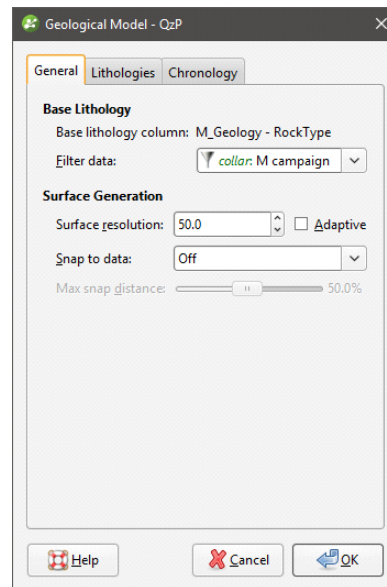 Geological Model - QzP
General Lithologies Chronology
Base Lithology
Base lithology column: M_Geology - RockType
Filter data: collar: M campaign
Surface Generation
Surface resolution: 50.0 Adaptive
Snap to data: Off
Max snap distance: 50.0%
Help Cancel OK